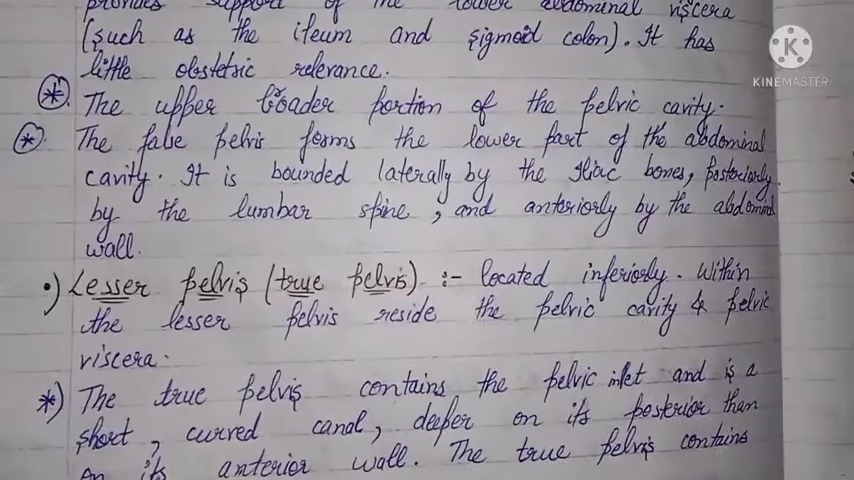 provides support of the lower abdominal viscera
(such as the ileum and sigmoid colon). It has
little obstetric relevance.
* The upper broader portion of the pelvic cavity.
* The false pelvis forms the lower part of the abdominal
cavity. It is bounded laterally by the Iliac bones, posteriorly
by the lumbar spine, and anteriorly by the abdominal
wall.
•) Lesser pelvis (true pelvis) :- located inferiorly. Within
the lesser pelvis reside the pelvic cavity & pelvic
viscera.
*) The true pelvis contains the pelvic inlet and is a
short, curved canal, deeper on its posterior than
on its anterior wall. The true pelvis contains
K
KINEMASTER